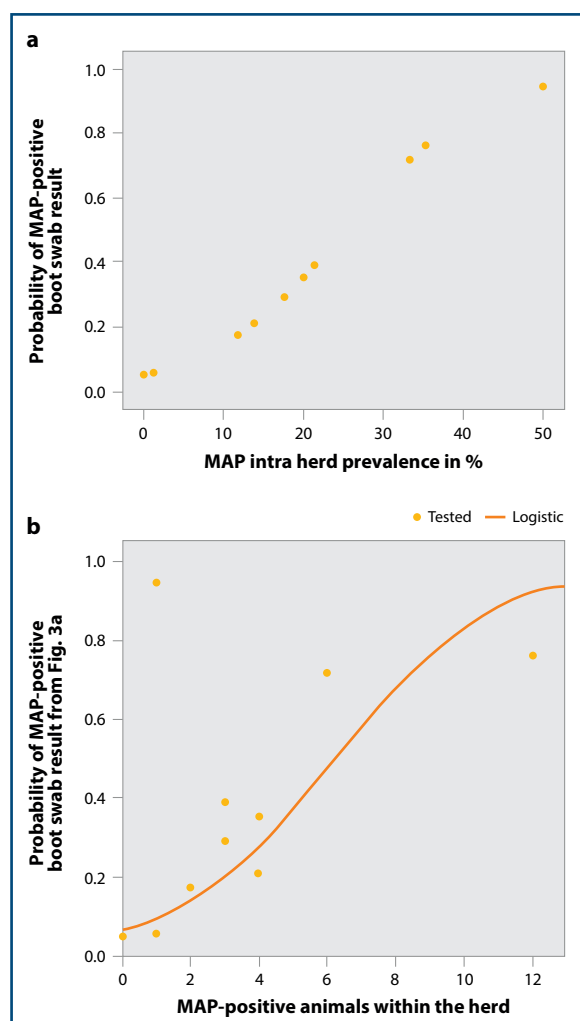 a
Probability of MAP-positive
boot swab result
1.0
0.8
0.6
0.4
0.2
0.0
0 10 20 30 40 50
MAP intra herd prevalence in %
Tested Logistic
b
Probability of MAP-positive
boot swab result from Fig. 3a
1.0
0.8
0.6
0.4
0.2
0.0
0 2 4 6 8 10 12
MAP-positive animals within the herd